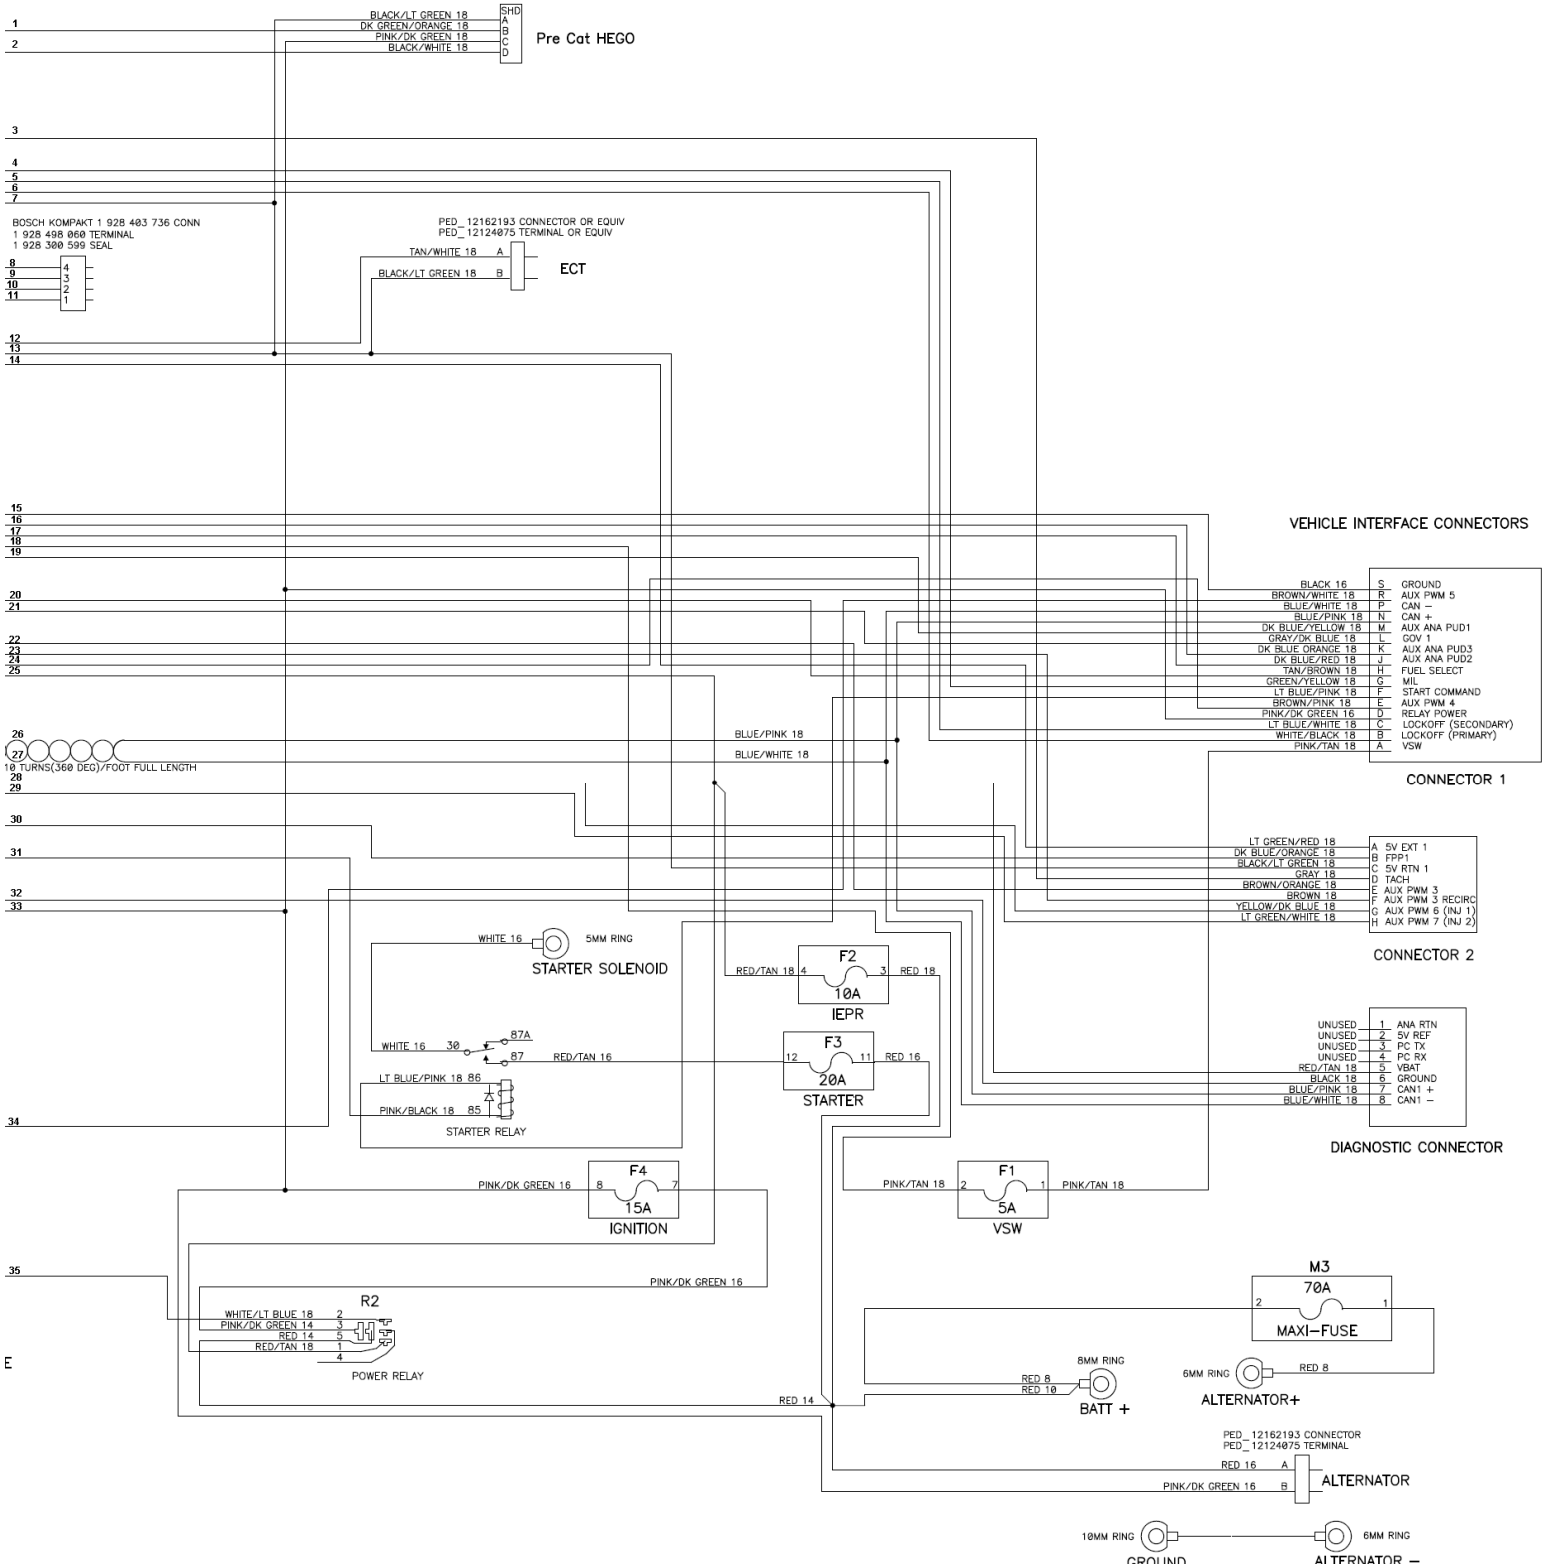 BLACK/LT GREEN 18
DK GREEN/ORANGE 18
PINK/DK GREEN 18
BLACK/WHITE 18
SHD
A
B
C
D
Pre Cat HEGO
1
2
3
4
5
6
7
BOSCH KOMPAKT 1 928 403 736 CONN
1 928 498 060 TERMINAL
1 928 300 599 SEAL
8
9
10
11
4
3
2
1
PED_ 12162193 CONNECTOR OR EQUIV
PED_ 12124075 TERMINAL OR EQUIV
TAN/WHITE 18 A
BLACK/LT GREEN 18 B
ECT
12
13
14
15
16
17
18
19
20
21
22
23
24
25
26
27
10 TURNS(360 DEG)/FOOT FULL LENGTH
28
29
30
31
32
33
34
35
E
BLUE/PINK 18
BLUE/WHITE 18
VEHICLE INTERFACE CONNECTORS
BLACK 16 S GROUND
BROWN/WHITE 18 R AUX PWM 5
BLUE/WHITE 18 P CAN −
BLUE/PINK 18 N CAN +
DK BLUE/YELLOW 18 M AUX ANA PUD1
GRAY/DK BLUE 18 L GOV 1
DK BLUE ORANGE 18 K AUX ANA PUD3
DK BLUE/RED 18 J AUX ANA PUD2
TAN/BROWN 18 H FUEL SELECT
GREEN/YELLOW 18 G MIL
LT BLUE/PINK 18 F START COMMAND
BROWN/PINK 18 E AUX PWM 4
PINK/DK GREEN 16 D RELAY POWER
LT BLUE/WHITE 18 C LOCKOFF (SECONDARY)
WHITE/BLACK 18 B LOCKOFF (PRIMARY)
PINK/TAN 18 A VSW
CONNECTOR 1
LT GREEN/RED 18 A 5V EXT 1
DK BLUE/ORANGE 18 B FPP1
BLACK/LT GREEN 18 C 5V RTN 1
GRAY 18 D TACH
BROWN/ORANGE 18 E AUX PWM 3
BROWN 18 F AUX PWM 3 RECIRC
YELLOW/DK BLUE 18 G AUX PWM 6 (INJ 1)
LT GREEN/WHITE 18 H AUX PWM 7 (INJ 2)
CONNECTOR 2
WHITE 16
5MM RING
STARTER SOLENOID
F2
RED/TAN 18 4 3 RED 18
10A
IEPR
UNUSED 1 ANA RTN
UNUSED 2 5V REF
UNUSED 3 PC TX
UNUSED 4 PC RX
RED/TAN 18 5 VBAT
BLACK 18 6 GROUND
BLUE/PINK 18 7 CAN1 +
BLUE/WHITE 18 8 CAN1 −
DIAGNOSTIC CONNECTOR
87A
WHITE 16 30
87
RED/TAN 16
F3
12 11 RED 16
20A
STARTER
LT BLUE/PINK 18 86
PINK/BLACK 18 85
STARTER RELAY
F4
PINK/DK GREEN 16 8 7
15A
IGNITION
F1
PINK/TAN 18 2 1 PINK/TAN 18
5A
VSW
PINK/DK GREEN 16
R2
WHITE/LT BLUE 18 2
PINK/DK GREEN 14 3
RED 14 5
RED/TAN 18 1
4
POWER RELAY
M3
70A
2 1
MAXI−FUSE
8MM RING
RED 8
RED 10
BATT +
6MM RING
RED 8
ALTERNATOR+
RED 14
PED_ 12162193 CONNECTOR
PED_ 12124075 TERMINAL
RED 16 A
PINK/DK GREEN 16 B
ALTERNATOR
10MM RING
6MM RING
GROUND
ALTERNATOR −